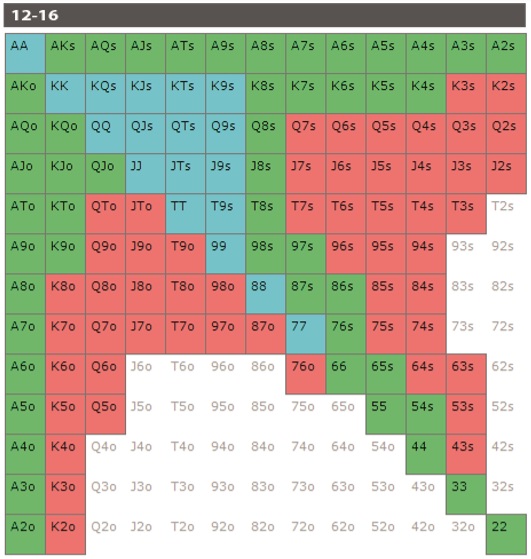 12-16
AA AKs AQs AJs ATs A9s A8s A7s A6s A5s A4s A3s A2s
AKo KK KQs KJs KTs K9s K8s K7s K6s K5s K4s K3s K2s
AQo KQo QQ QJs QTs Q9s Q8s Q7s Q6s Q5s Q4s Q3s Q2s
AJo KJo QJo JJ JTs J9s J8s J7s J6s J5s J4s J3s J2s
ATo KTo QTo JTo TT T9s T8s T7s T6s T5s T4s T3s T2s
A9o K9o Q9o J9o T9o 99 98s 97s 96s 95s 94s 93s 92s
A8o K8o Q8o J8o T8o 98o 88 87s 86s 85s 84s 83s 82s
A7o K7o Q7o J7o T7o 97o 87o 77 76s 75s 74s 73s 72s
A6o K6o Q6o J6o T6o 96o 86o 76o 66 65s 64s 63s 62s
A5o K5o Q5o J5o T5o 95o 85o 75o 65o 55 54s 53s 52s
A4o K4o Q4o J4o T4o 94o 84o 74o 64o 54o 44 43s 42s
A3o K3o Q3o J3o T3o 93o 83o 73o 63o 53o 43o 33 32s
A2o K2o Q2o J2o T2o 92o 82o 72o 62o 52o 42o 32o 22